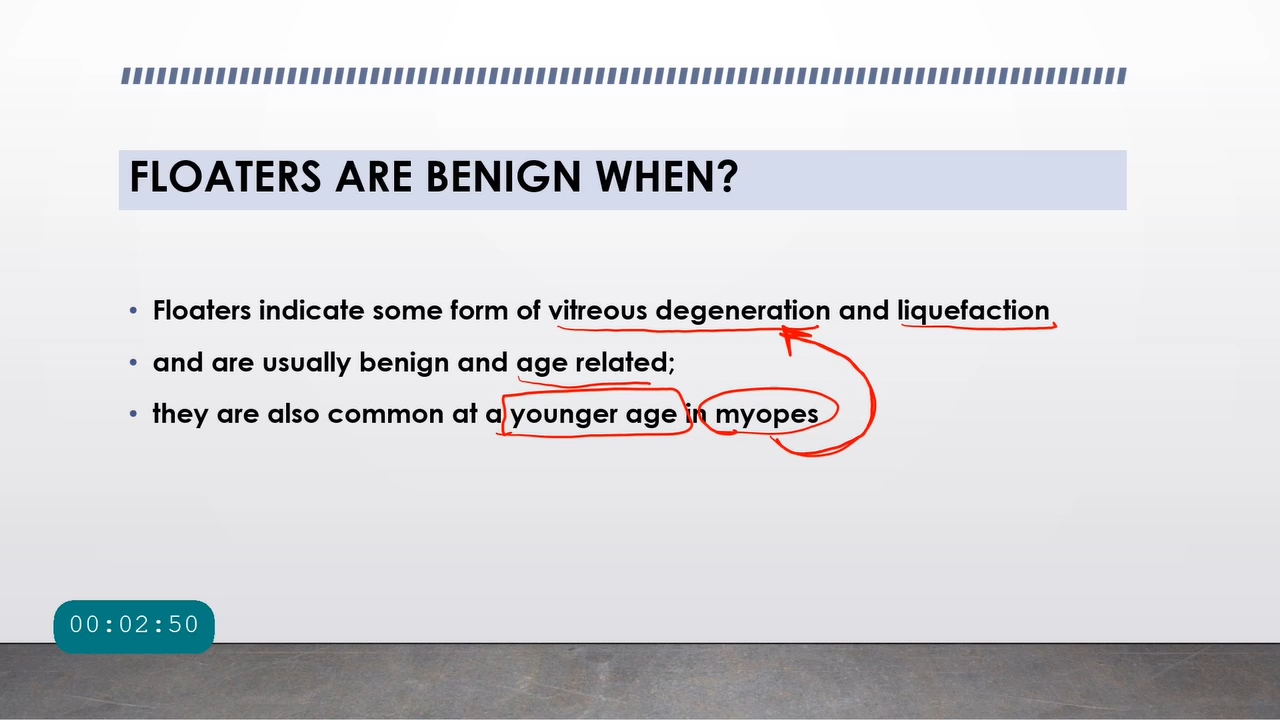 FLOATERS ARE BENIGN WHEN?
• Floaters indicate some form of vitreous degeneration and liquefaction
• and are usually benign and age related;
• they are also common at a younger age in myopes
00:02:50